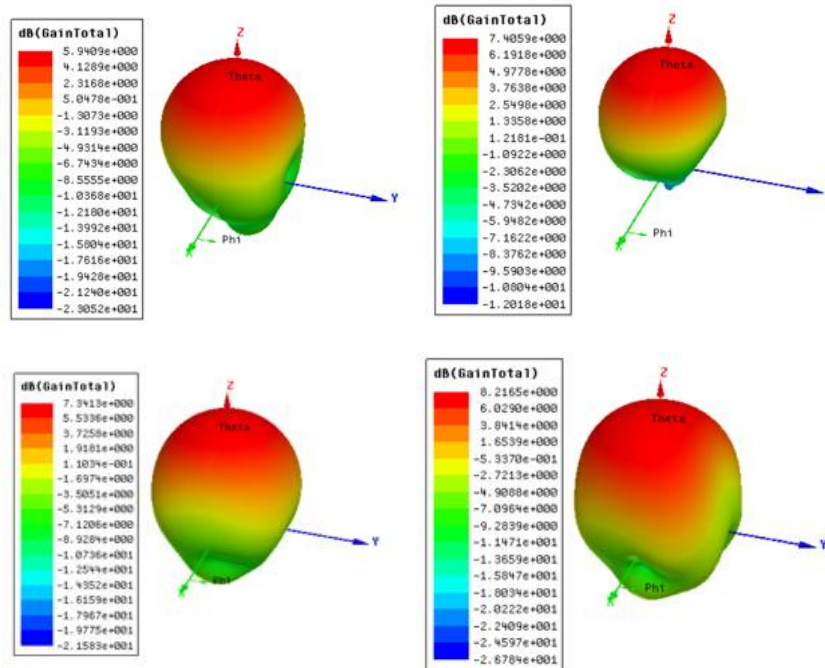 dB(GainTotal)
5.9409e+000
4.1289e+000
2.3168e+000
5.0478e-001
-1.3073e+000
-3.1193e+000
-4.9314e+000
-6.7434e+000
-8.5555e+000
-1.0368e+001
-1.2180e+001
-1.3992e+001
-1.5804e+001
-1.7616e+001
-1.9428e+001
-2.1240e+001
-2.3052e+001
Z
Theta
Y
X
Phi
dB(GainTotal)
7.4059e+000
6.1918e+000
4.9778e+000
3.7638e+000
2.5498e+000
1.3358e+000
1.2181e-001
-1.0922e+000
-2.3062e+000
-3.5202e+000
-4.7342e+000
-5.9482e+000
-7.1622e+000
-8.3762e+000
-9.5903e+000
-1.0804e+001
-1.2018e+001
Z
Theta
X
Phi
dB(GainTotal)
7.3413e+000
5.5336e+000
3.7258e+000
1.9181e+000
1.1034e-001
-1.6974e+000
-3.5051e+000
-5.3129e+000
-7.1206e+000
-8.9284e+000
-1.0736e+001
-1.2544e+001
-1.4352e+001
-1.6159e+001
-1.7967e+001
-1.9775e+001
-2.1583e+001
Z
Theta
Y
X
Phi
dB(GainTotal)
8.2165e+000
6.0290e+000
3.8414e+000
1.6539e+000
-5.3370e-001
-2.7213e+000
-4.9088e+000
-7.0964e+000
-9.2839e+000
-1.1471e+001
-1.3659e+001
-1.5847e+001
-1.8034e+001
-2.0222e+001
-2.2409e+001
-2.4597e+001
-2.6784e+001
Z
Theta
Y
X
Phi